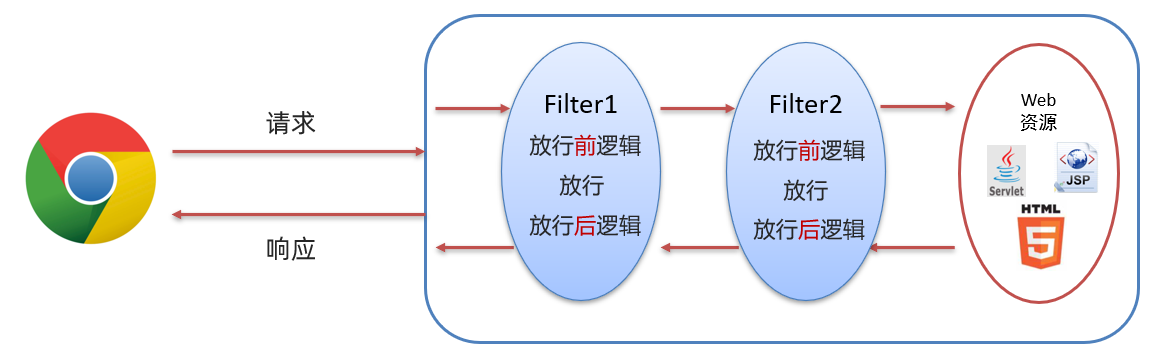 请求
响应
Filter1
放行前逻辑
放行
放行后逻辑
Filter2
放行前逻辑
放行
放行后逻辑
Web
资源
Servlet
JSP
HTML
5